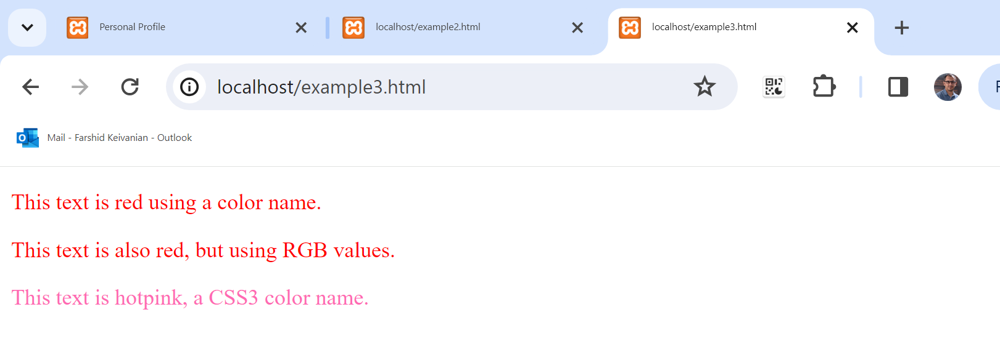 Personal Profile
localhost/example2.html
localhost/example3.html
localhost/example3.html
Mail - Farshid Keivanian - Outlook
This text is red using a color name.
This text is also red, but using RGB values.
This text is hotpink, a CSS3 color name.